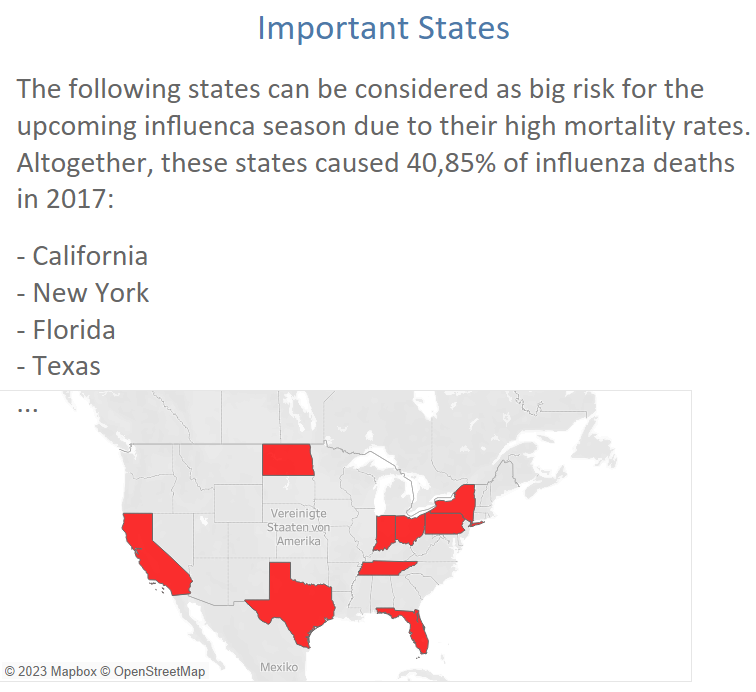 Important States
The following states can be considered as big risk for the
upcoming influenca season due to their high mortality rates.
Altogether, these states caused 40,85% of influenza deaths
in 2017:
- California
- New York
- Florida
- Texas
...
Vereinigte
Staaten von
Amerika
Mexiko
© 2023 Mapbox © OpenStreetMap